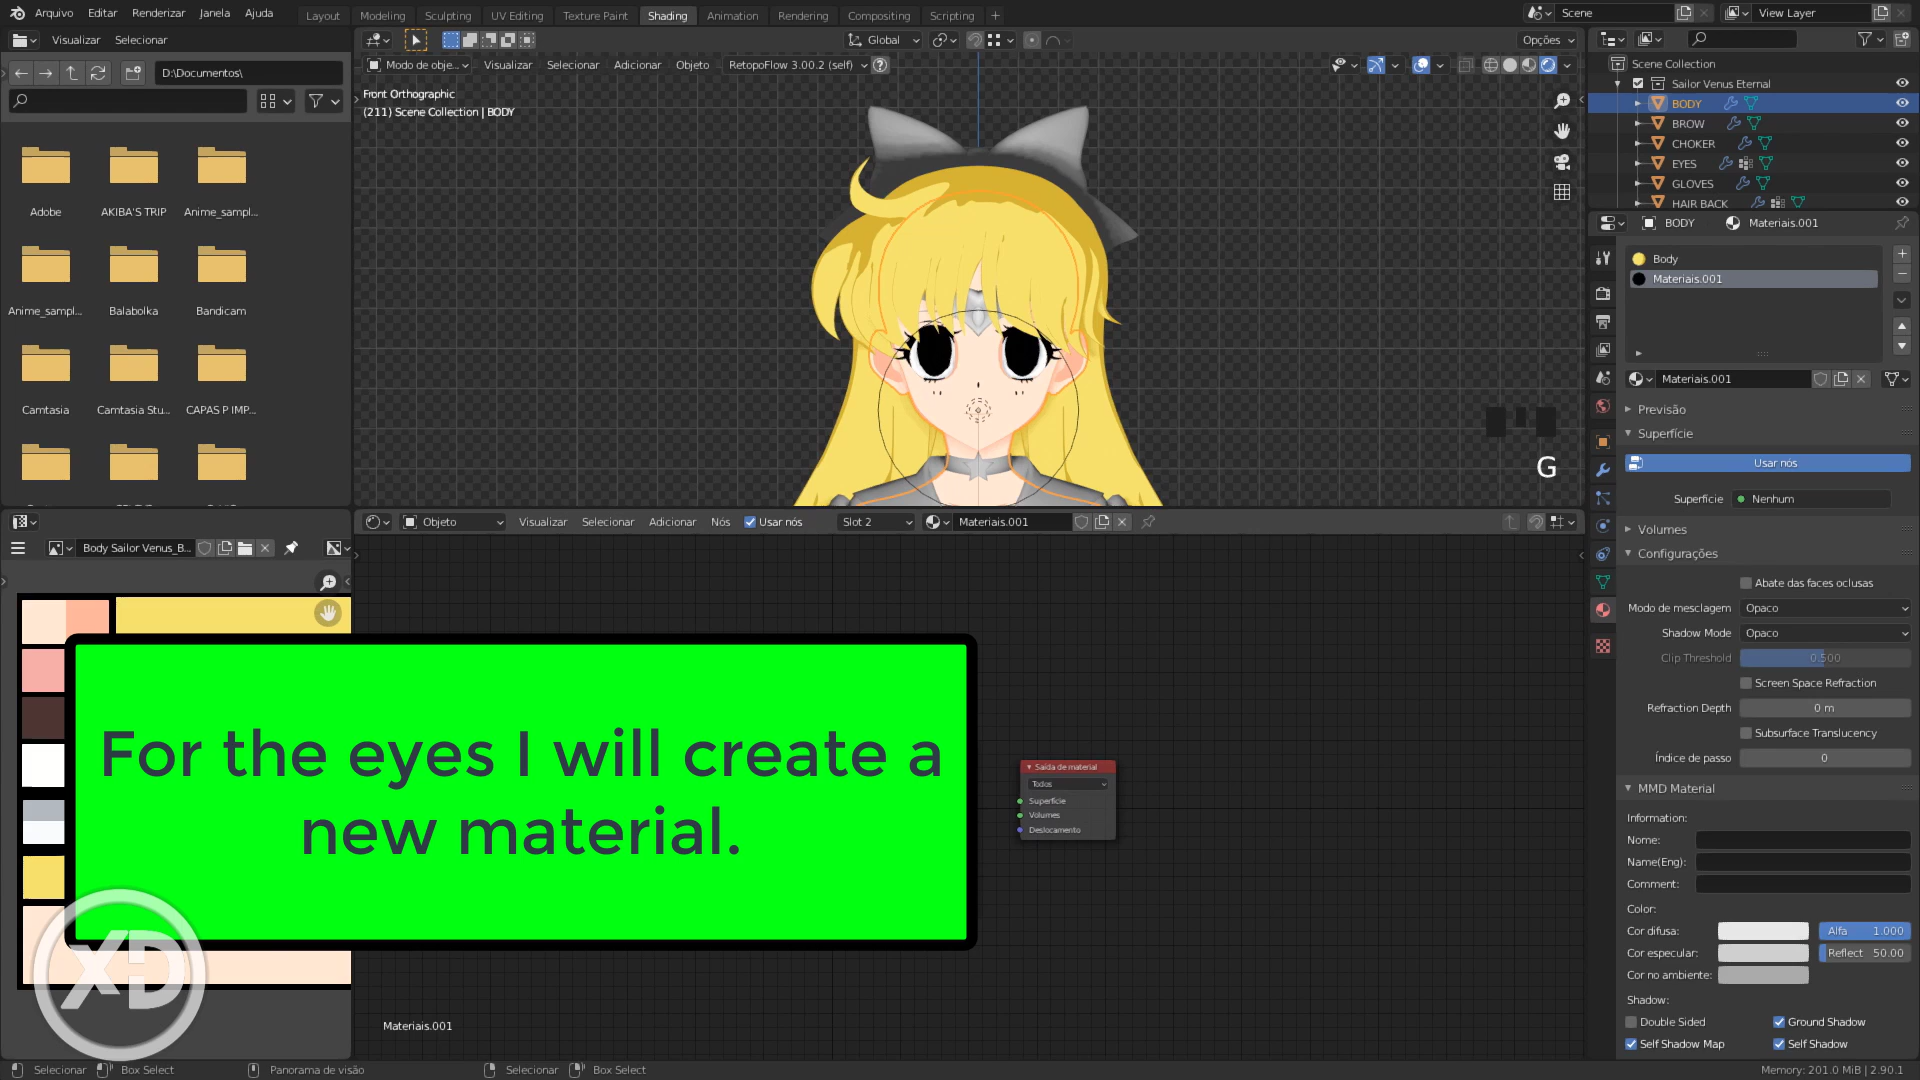 Arquivo Editar Renderizar Janela Ajuda Layout Modeling Sculpting UV Editing Texture Paint Shading Animation Rendering Compositing Scripting + Scene View Layer
Visualizar Selecionar Global Opções
D:\Documentos\ Modo de obje... Visualizar Selecionar Adicionar Objeto RetopoFlow 3.00.2 (self)
Front Orthographic
(211) Scene Collection | BODY
Scene Collection
Sailor Venus Eternal
BODY
BROW
CHOKER
EYES
GLOVES
HAIR BACK
Adobe AKIBA'S TRIP Anime_sampl...
Anime_sampl... Balabolka Bandicam
Camtasia Camtasia Stu... CAPAS P IMP...
BODY Materiais.001
Body
Materiais.001
Materiais.001
Previsão
Superfície
Usar nós
Superfície Nenhum
Volumes
Configurações
Abate das faces oclusas
Modo de mesclagem Opaco
Shadow Mode Opaco
Clip Threshold 0.500
Screen Space Refraction
Refraction Depth 0 m
Subsurface Translucency
Índice de passo 0
MMD Material
Information:
Nome:
Name(Eng):
Comment:
Color:
Cor difusa: Alfa 1.000
Cor especular: Reflect 50.00
Cor no ambiente:
Shadow:
Double Sided Ground Shadow
Self Shadow Map Self Shadow
G
Objeto Visualizar Selecionar Adicionar Nós Usar nós Slot 2 Materiais.001
Body Sailor Venus_B...
For the eyes I will create a
new material.
Saída de material
Todos
Superfície
Volumes
Deslocamento
XD
Materiais.001
Selecionar Box Select Panorama de visão Selecionar Box Select Memory: 201.0 MiB | 2.90.1